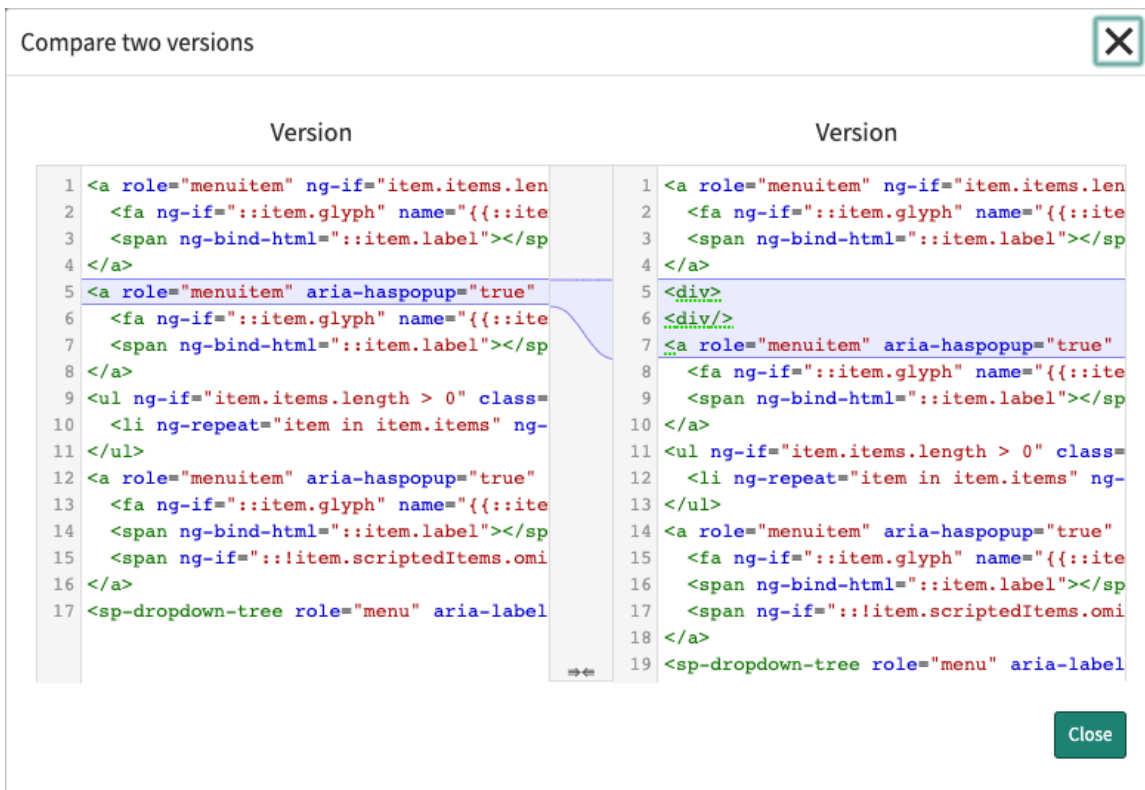 Compare two versions
Version
1 <a role="menuitem" ng-if="item.items.len
2   <fa ng-if="::item.glyph" name="{{::ite
3   <span ng-bind-html="::item.label"></sp
4 </a>
5 <a role="menuitem" aria-haspopup="true"
6   <fa ng-if="::item.glyph" name="{{::ite
7   <span ng-bind-html="::item.label"></sp
8 </a>
9 <ul ng-if="item.items.length > 0" class=
10   <li ng-repeat="item in item.items" ng-
11 </ul>
12 <a role="menuitem" aria-haspopup="true"
13   <fa ng-if="::item.glyph" name="{{::ite
14   <span ng-bind-html="::item.label"></sp
15   <span ng-if="::!item.scriptedItems.omi
16 </a>
17 <sp-dropdown-tree role="menu" aria-label
Version
1 <a role="menuitem" ng-if="item.items.len
2   <fa ng-if="::item.glyph" name="{{::ite
3   <span ng-bind-html="::item.label"></sp
4 </a>
5 <div>
6 <div/>
7 <a role="menuitem" aria-haspopup="true"
8   <fa ng-if="::item.glyph" name="{{::ite
9   <span ng-bind-html="::item.label"></sp
10 </a>
11 <ul ng-if="item.items.length > 0" class=
12   <li ng-repeat="item in item.items" ng-
13 </ul>
14 <a role="menuitem" aria-haspopup="true"
15   <fa ng-if="::item.glyph" name="{{::ite
16   <span ng-bind-html="::item.label"></sp
17   <span ng-if="::!item.scriptedItems.omi
18 </a>
19 <sp-dropdown-tree role="menu" aria-label
Close